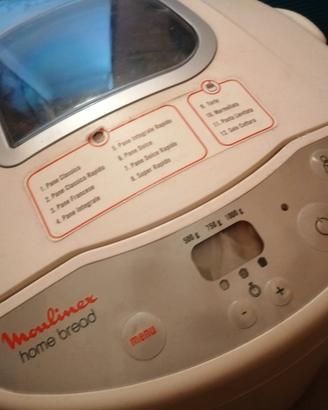 1. Pane Classico
2. Pane Classico Rapido
3. Pane Francese
4. Pane Integrale
5. Pane Integrale Rapido
6. Pane Dolce
7. Pane Dolce Rapido
8. Super Rapido
9. Torte
10. Marmellata
11. Pasta Lievitata
12. Solo Cottura
500 g 750 g 1000 g
- +
Moulinex
home bread
menu